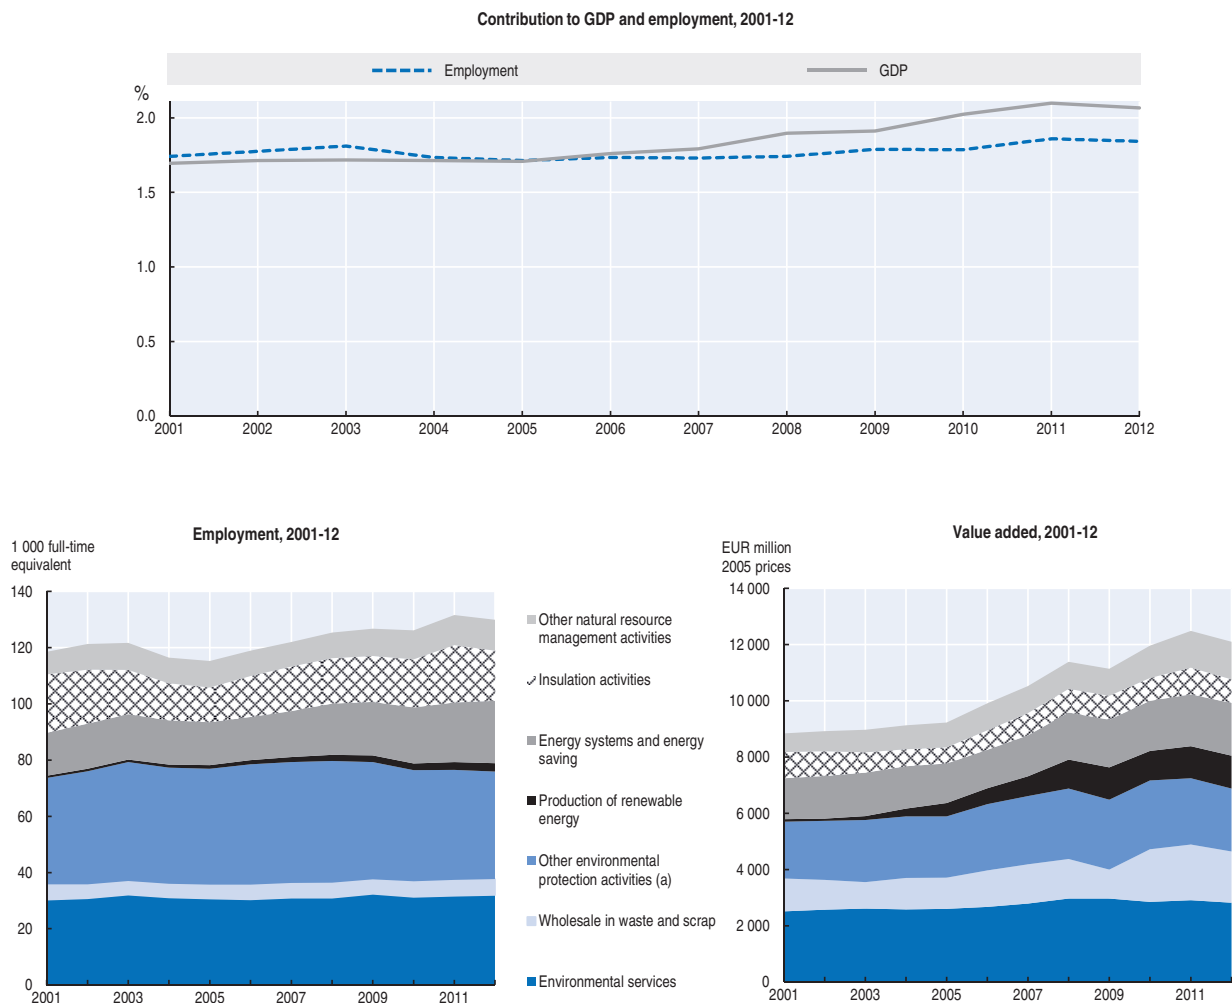 Contribution to GDP and employment, 2001-12
Employment
GDP
%
2.0
1.5
1.0
0.5
0.0
2001 2002 2003 2004 2005 2006 2007 2008 2009 2010 2011 2012
Employment, 2001-12
1 000 full-time
equivalent
140
120
100
80
60
40
20
0
2001 2003 2005 2007 2009 2011
Other natural resource
management activities
Insulation activities
Energy systems and energy
saving
Production of renewable
energy
Other environmental
protection activities (a)
Wholesale in waste and scrap
Environmental services
Value added, 2001-12
EUR million
2005 prices
14 000
12 000
10 000
8 000
6 000
4 000
2 000
0
2001 2003 2005 2007 2009 2011